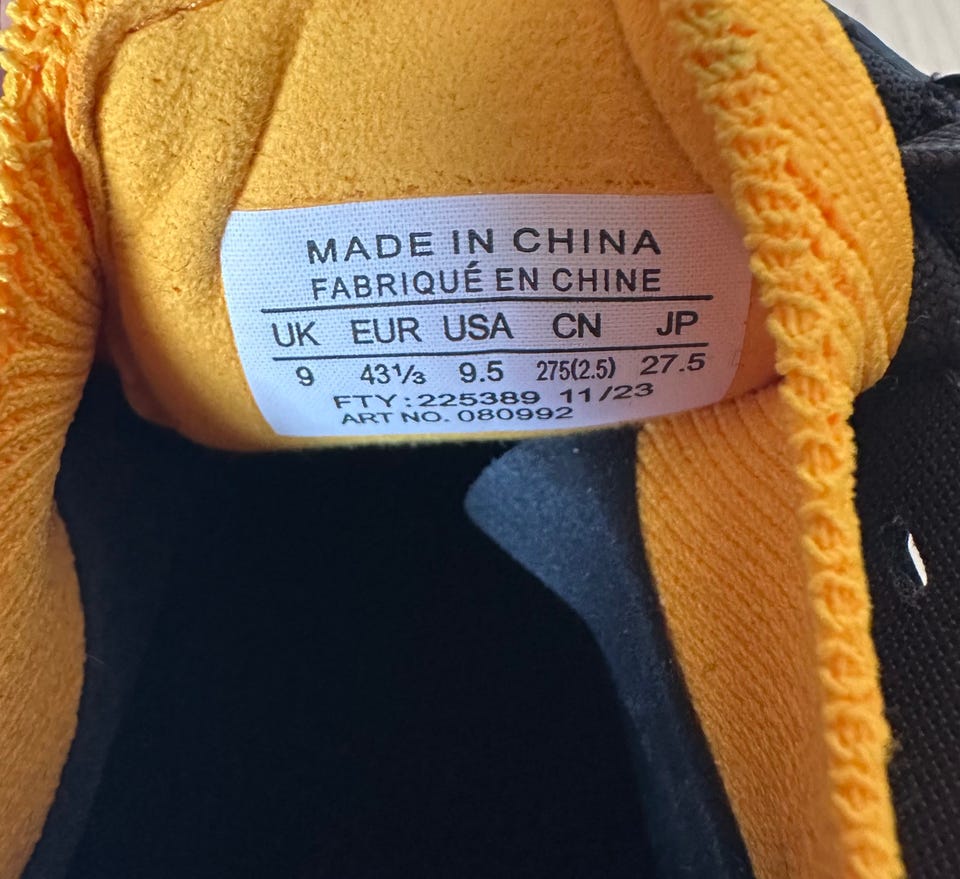 MADE IN CHINA
FABRIQUÉ EN CHINE
UK EUR USA CN JP
9 43⅓ 9.5 275(2.5) 27.5
FTY:225389 11/23
ART NO. 080992